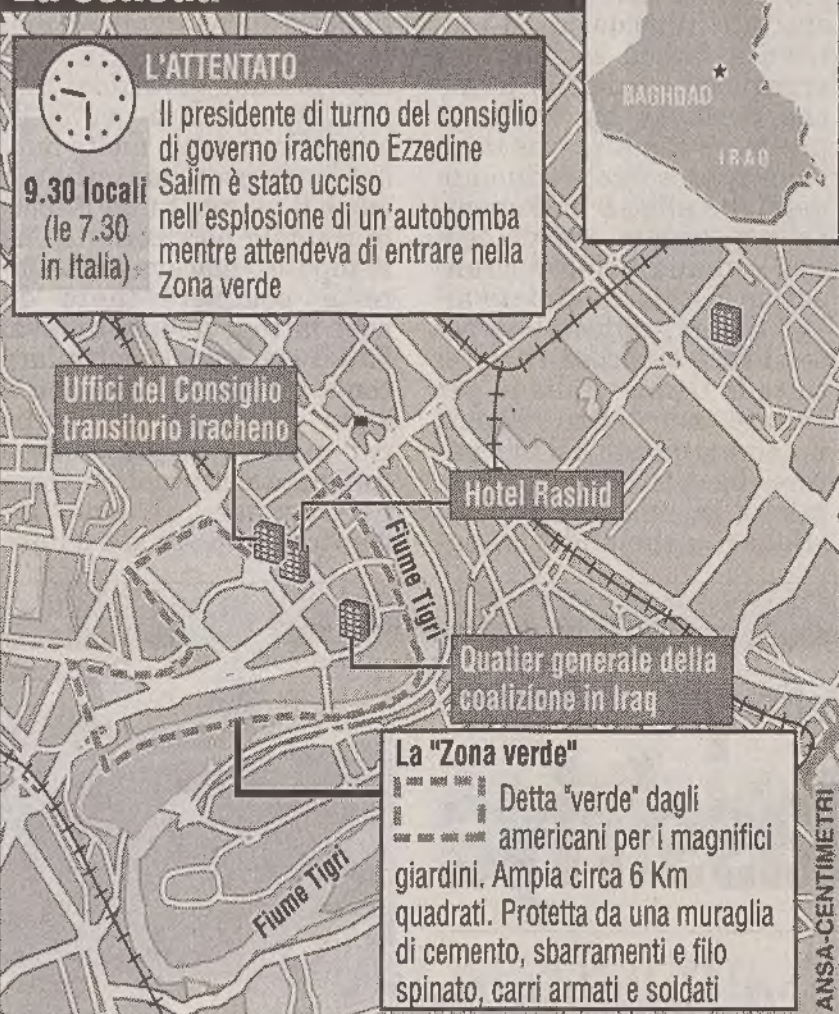 L'ATTENTATO
Il presidente di turno del consiglio
di governo iracheno Ezzedine
Salim è stato ucciso
nell'esplosione di un'autobomba
mentre attendeva di entrare nella
Zona verde
9.30 locali
(le 7.30
in Italia)
BAGHDAD
IRAQ
Uffici del Consiglio
transitorio iracheno
Hotel Rashid
Fiume Tigri
Quatier generale della
coalizione in Iraq
La "Zona verde"
Detta "verde" dagli
americani per i magnifici
giardini. Ampia circa 6 Km
quadrati. Protetta da una muraglia
di cemento, sbarramenti e filo
spinato, carri armati e soldati
Fiume Tigri
ANSA-CENTIMETRI